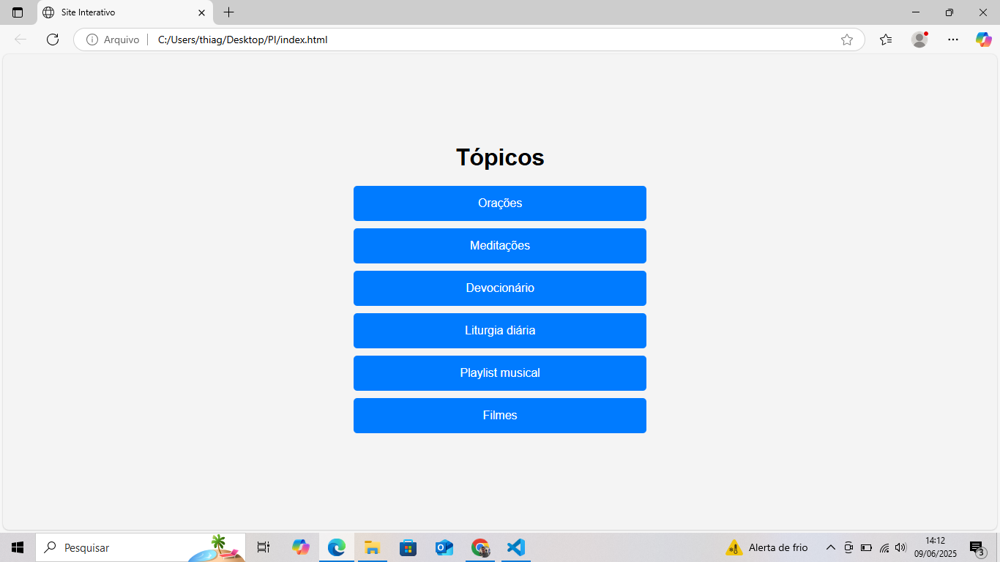 Site Interativo
Arquivo
C:/Users/thiag/Desktop/PI/index.html
Tópicos
Orações
Meditações
Devocionário
Liturgia diária
Playlist musical
Filmes
Pesquisar
Alerta de frio
14:12
09/06/2025
3